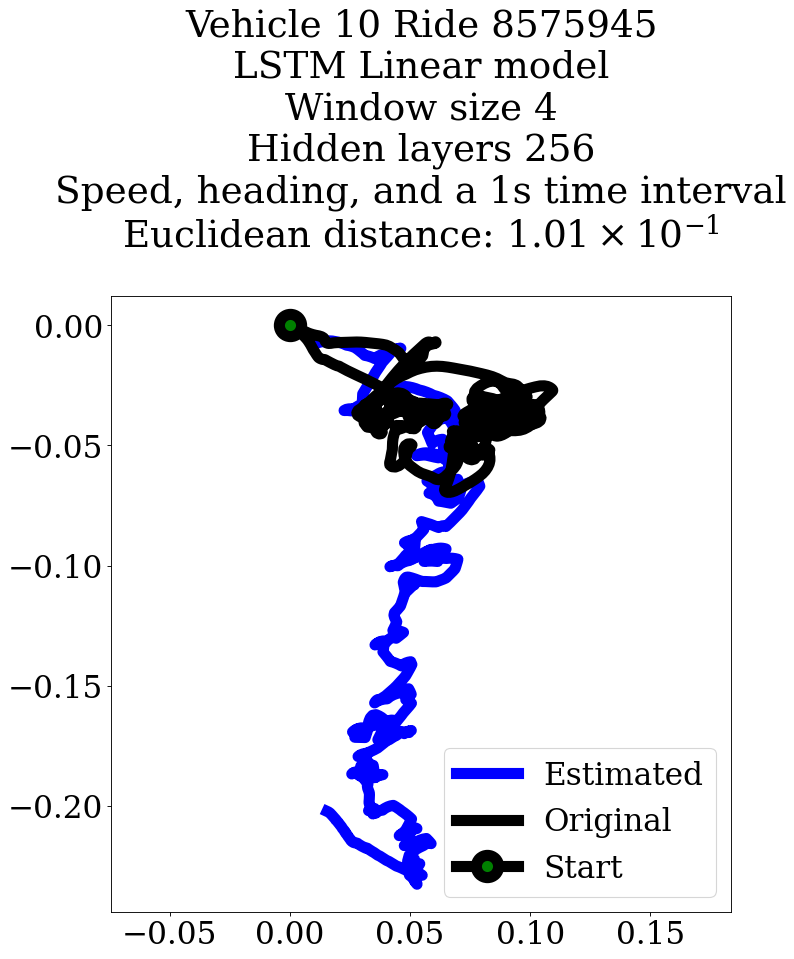 Vehicle 10 Ride 8575945
LSTM Linear model
Window size 4
Hidden layers 256
Speed, heading, and a 1s time interval
Euclidean distance: 1.01 × 10⁻¹
0.00
−0.05
−0.10
−0.15
−0.20
Estimated
Original
Start
−0.05 0.00 0.05 0.10 0.15